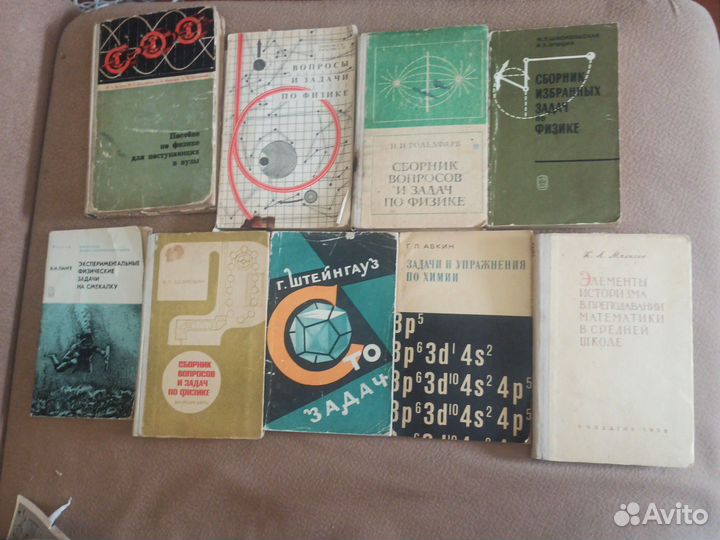 Пособие
по физике
для поступающих
в вузы
ВОПРОСЫ
И ЗАДАЧИ
ПО ФИЗИКЕ
Н. И. ГОЛЬДФАРБ
СБОРНИК
ВОПРОСОВ
И ЗАДАЧ
ПО ФИЗИКЕ
СБОРНИК
ИЗБРАННЫХ
ЗАДАЧ
ПО
ФИЗИКЕ
В.Н.ЛАНГЕ
ЭКСПЕРИМЕНТАЛЬНЫЕ
ФИЗИЧЕСКИЕ
ЗАДАЧИ
НА СМЕКАЛКУ
СБОРНИК
ВОПРОСОВ
И ЗАДАЧ
ПО ФИЗИКЕ
Г. ШТЕЙНГАУЗ
СТО
ЗАДАЧ
Г. Л. АБКИН
ЗАДАЧИ И УПРАЖНЕНИЯ
ПО ХИМИИ
3p⁵
3p⁶3d¹4s²
3p⁶3d¹⁰4s²4p⁵
3p⁶3d¹⁰4s²4p⁵
ЭЛЕМЕНТЫ
ИСТОРИЗМА
В ПРЕПОДАВАНИИ
МАТЕМАТИКИ
В СРЕДНЕЙ
ШКОЛЕ
Avito